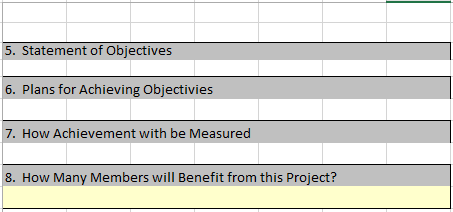 5. Statement of Objectives
6. Plans for Achieving Objectivies
7. How Achievement with be Measured
8. How Many Members will Benefit from this Project?